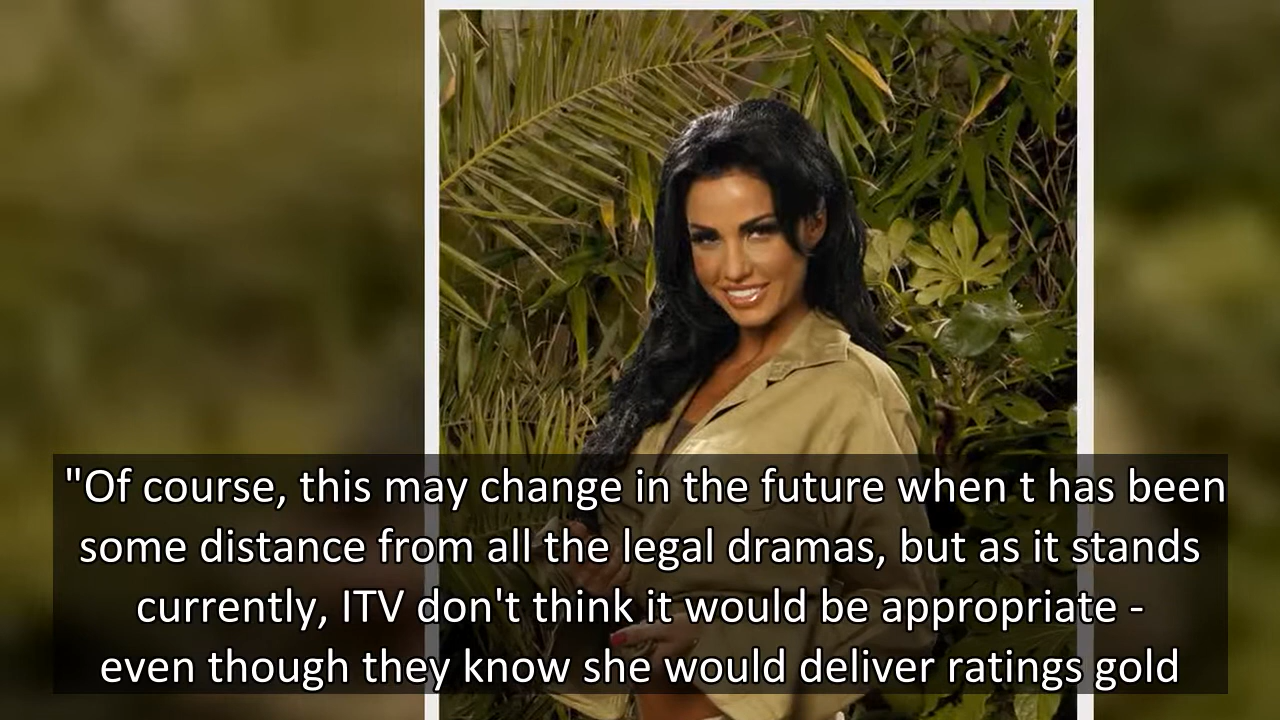 "Of course, this may change in the future when t has been
some distance from all the legal dramas, but as it stands
currently, ITV don't think it would be appropriate -
even though they know she would deliver ratings gold